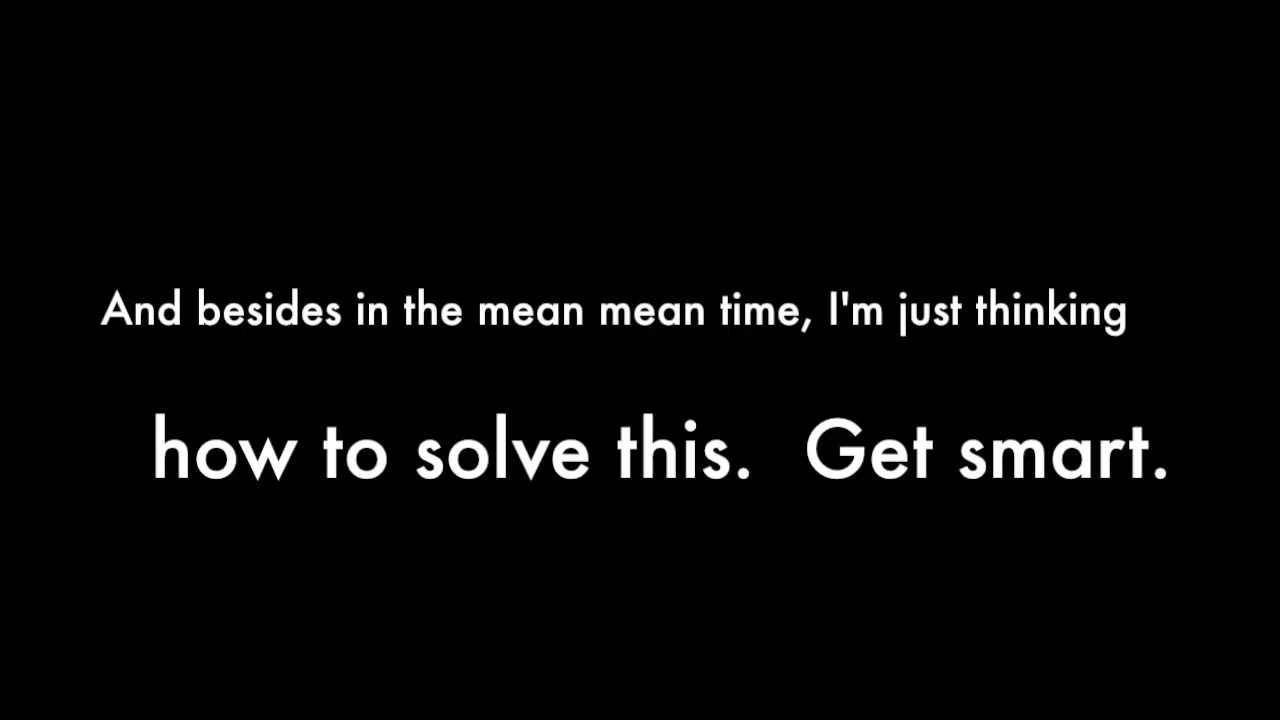 And besides in the mean mean time, I'm just thinking
how to solve this.  Get smart.